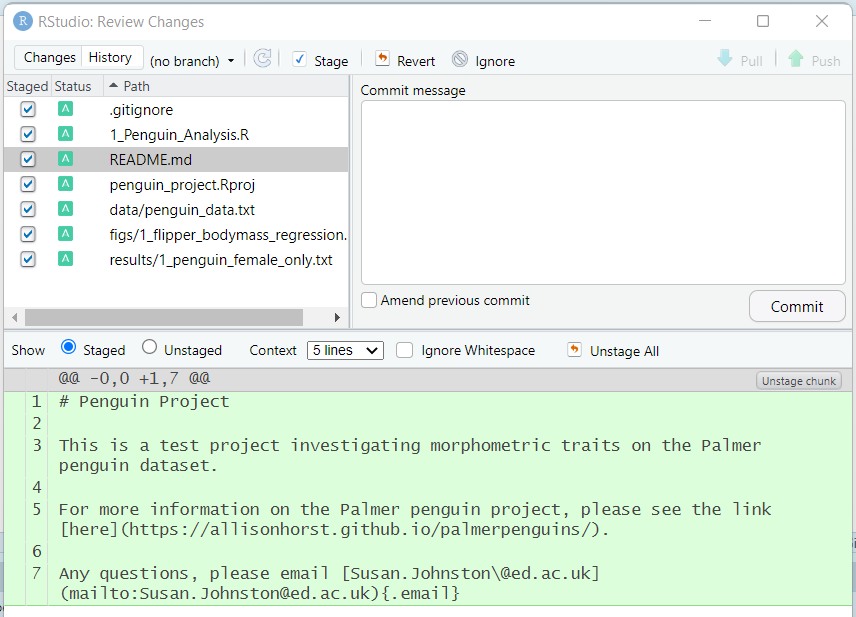 R RStudio: Review Changes
Changes History (no branch) Stage Revert Ignore Pull Push
Staged Status Path
A .gitignore
A 1_Penguin_Analysis.R
A README.md
A penguin_project.Rproj
A data/penguin_data.txt
A figs/1_flipper_bodymass_regression.
A results/1_penguin_female_only.txt
Commit message
Amend previous commit
Commit
Show Staged Unstaged Context 5 lines Ignore Whitespace Unstage All
@@ -0,0 +1,7 @@ Unstage chunk
1 # Penguin Project
2
3 This is a test project investigating morphometric traits on the Palmer
penguin dataset.
4
5 For more information on the Palmer penguin project, please see the link
[here](https://allisonhorst.github.io/palmerpenguins/).
6
7 Any questions, please email [Susan.Johnston\@ed.ac.uk]
(mailto:Susan.Johnston@ed.ac.uk){.email}